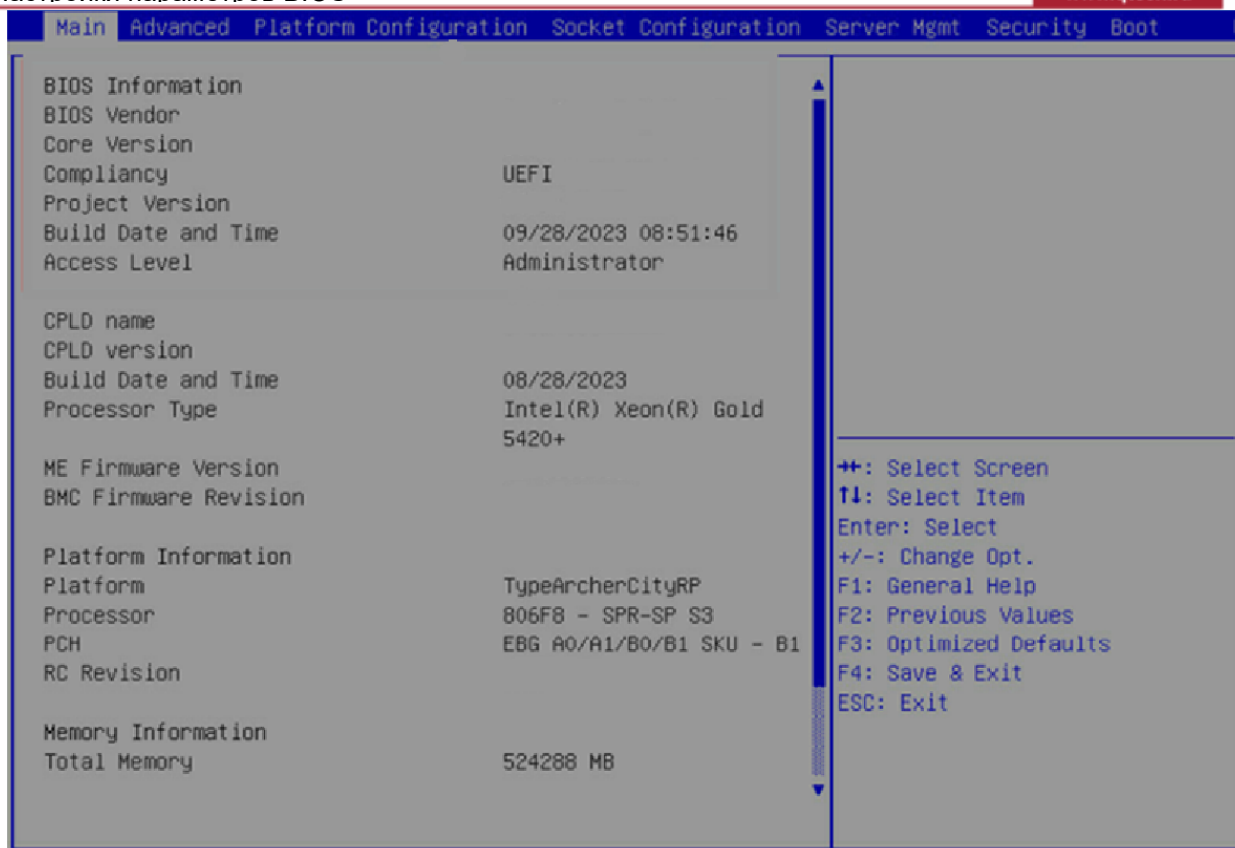 параметров BIOS
Main Advanced Platform Configuration Socket Configuration Server Mgmt Security Boot
BIOS Information
BIOS Vendor
Core Version
Compliancy UEFI
Project Version
Build Date and Time 09/28/2023 08:51:46
Access Level Administrator
CPLD name
CPLD version
Build Date and Time 08/28/2023
Processor Type Intel(R) Xeon(R) Gold
5420+
ME Firmware Version
BMC Firmware Revision
Platform Information
Platform TypeArcherCityRP
Processor 806F8 - SPR-SP S3
PCH EBG A0/A1/B0/B1 SKU - B1
RC Revision
Memory Information
Total Memory 524288 MB
→←: Select Screen
↑↓: Select Item
Enter: Select
+/-: Change Opt.
F1: General Help
F2: Previous Values
F3: Optimized Defaults
F4: Save & Exit
ESC: Exit